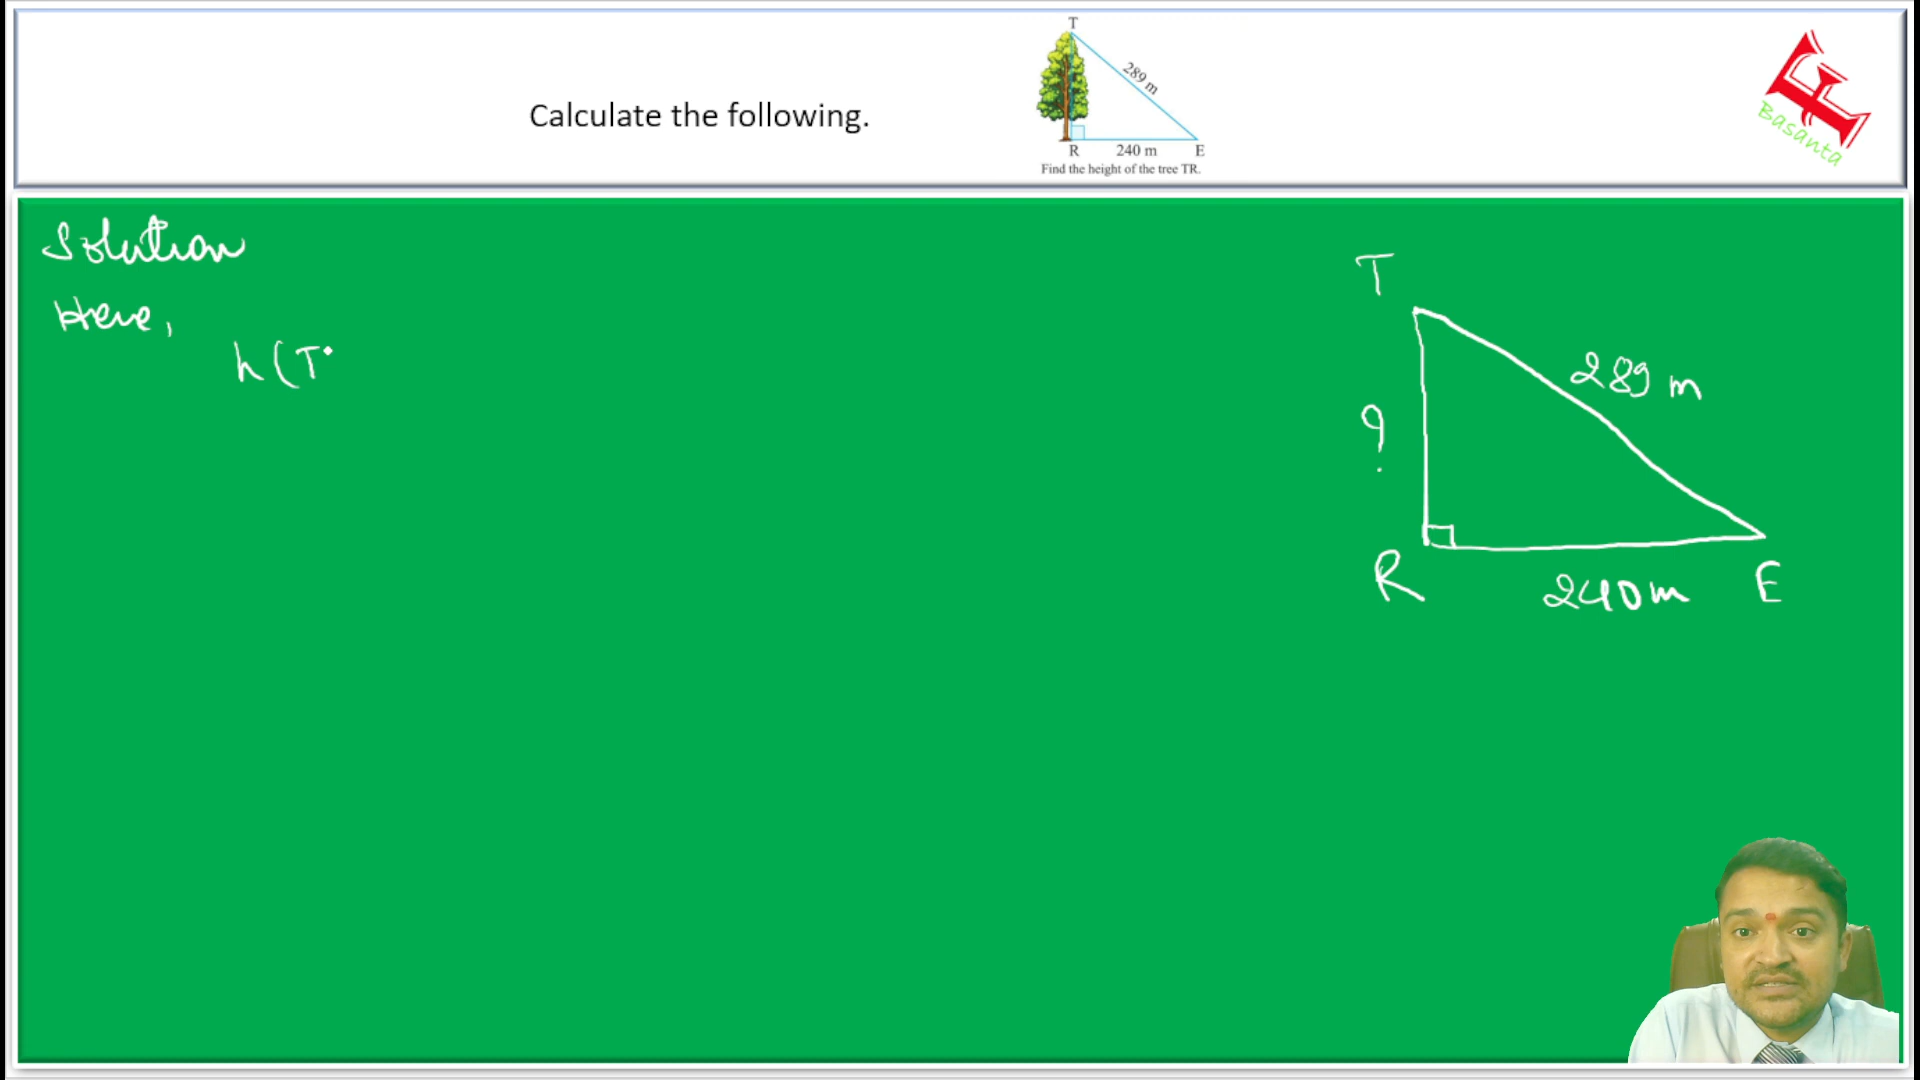 T
289 m
Calculate the following.
R 240 m E
Find the height of the tree TR.
Basanta
Solution
Here,
h (T
T
289 m
?
R 240m E